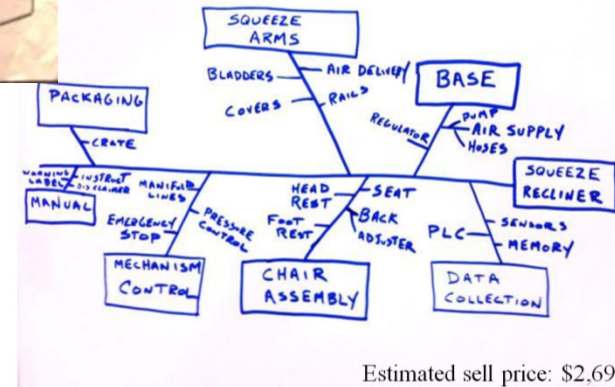 SQUEEZE
ARMS
BLADDERS
AIR DELIVERY
COVERS
RAILS
BASE
REGULATOR
PUMP
AIR SUPPLY
HOSES
PACKAGING
CRATE
SQUEEZE
RECLINER
WARNING
LABEL
INSTRUCT
DISCLAIMER
MANUAL
MANIFOLD
LINES
EMERGENCY
STOP
PRESSURE
CONTROL
MECHANISM
CONTROL
HEAD
REST
SEAT
FOOT
REST
BACK
ADJUSTER
CHAIR
ASSEMBLY
PLC
SENSORS
MEMORY
DATA
COLLECTION
Estimated sell price: $2,69